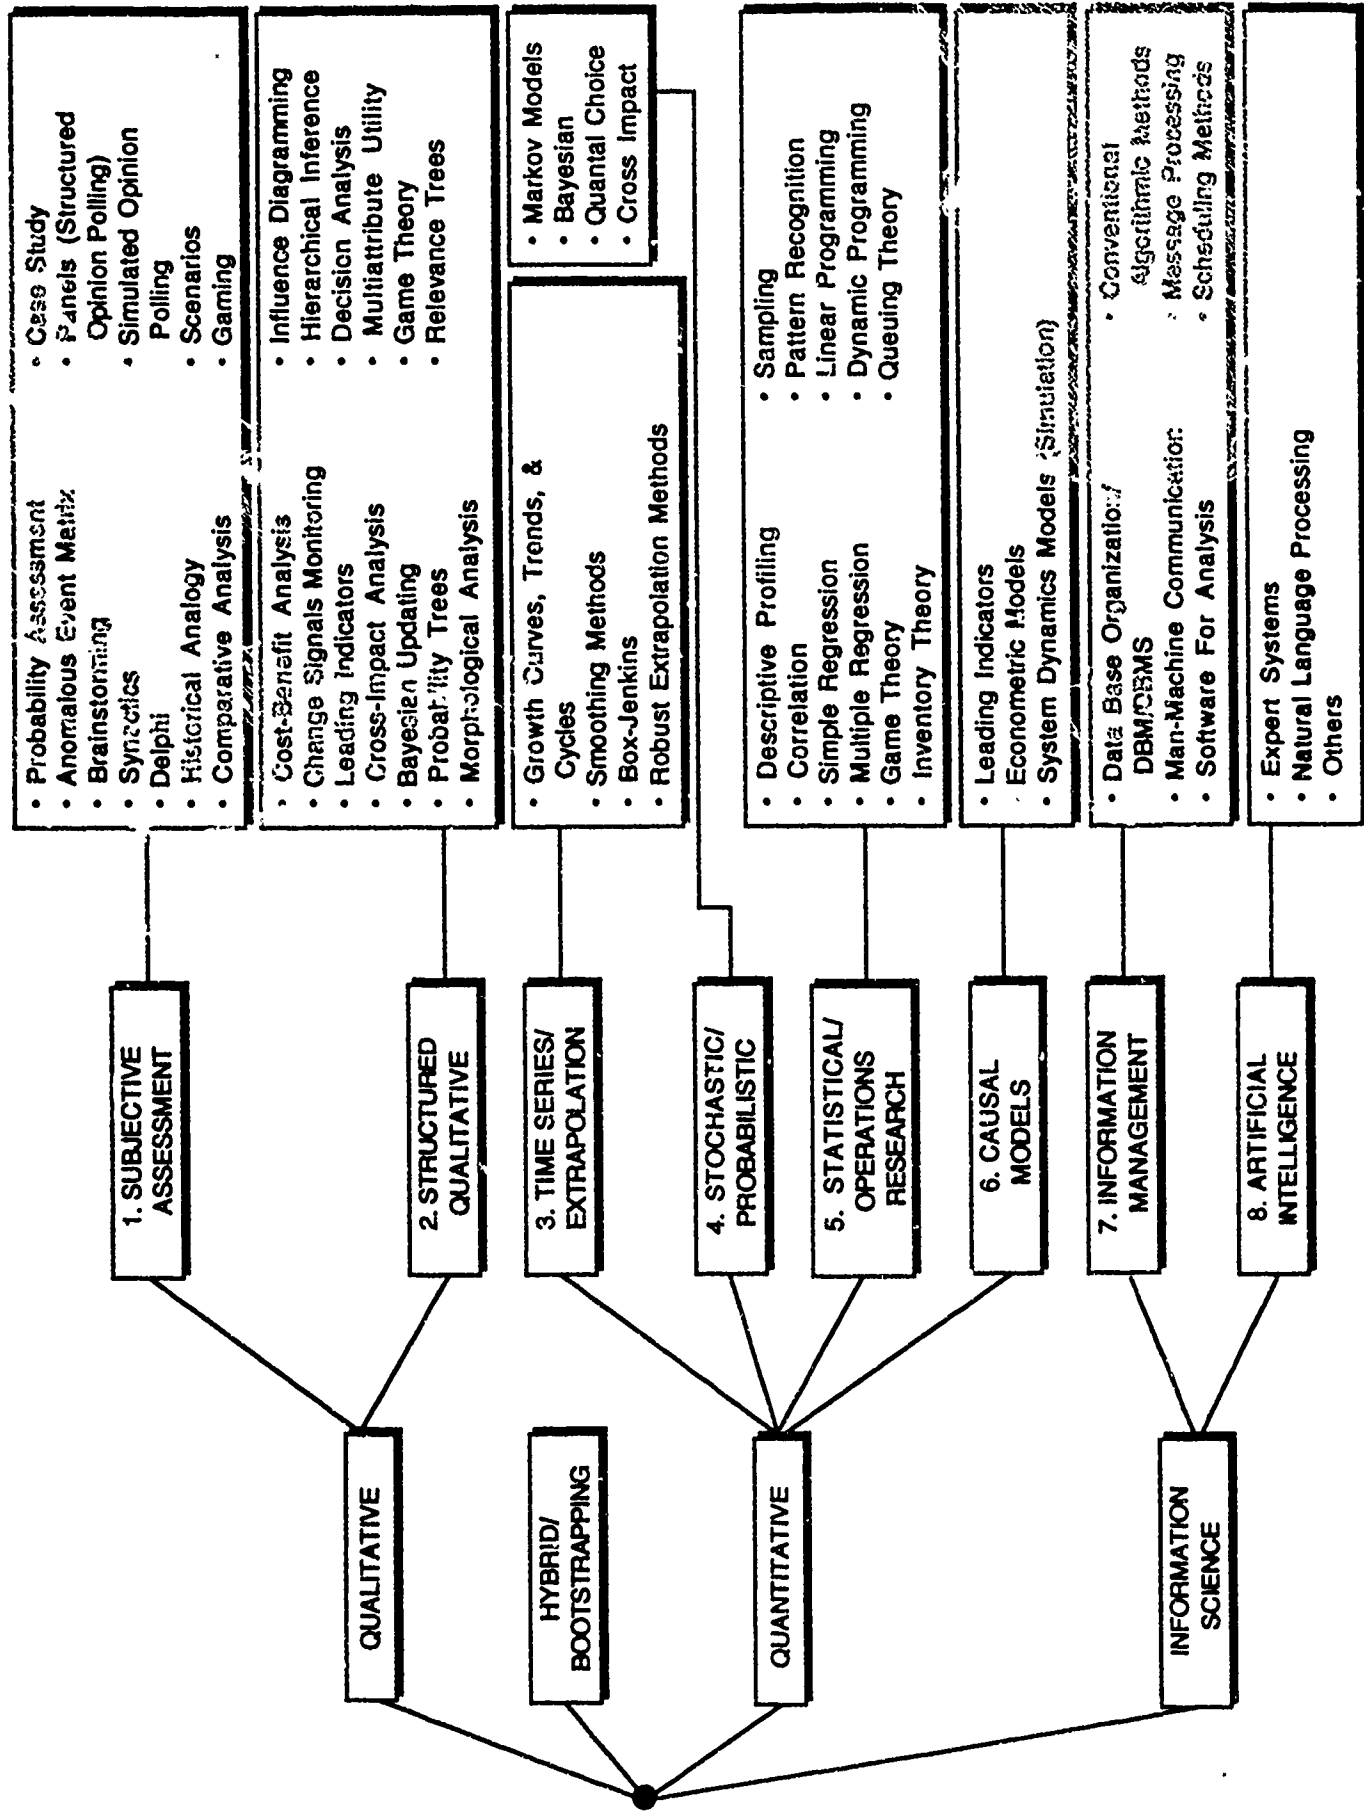 QUALITATIVE
HYBRID/
BOOTSTRAPPING
QUANTITATIVE
INFORMATION
SCIENCE
1. SUBJECTIVE
ASSESSMENT
2. STRUCTURED
QUALITATIVE
3. TIME SERIES/
EXTRAPOLATION
4. STOCHASTIC/
PROBABILISTIC
5. STATISTICAL/
OPERATIONS
RESEARCH
6. CAUSAL
MODELS
7. INFORMATION
MANAGEMENT
8. ARTIFICIAL
INTELLIGENCE
• Probability Assessment
• Anomalous Event Matrix
• Brainstorming
• Synectics
• Delphi
• Historical Analogy
• Comparative Analysis
• Case Study
• Panels (Structured
Opinion Polling)
• Simulated Opinion
Polling
• Scenarios
• Gaming
• Cost-Benefit Analysis
• Change Signals Monitoring
• Leading Indicators
• Cross-Impact Analysis
• Bayesian Updating
• Probability Trees
• Morphological Analysis
• Influence Diagramming
• Hierarchical Inference
• Decision Analysis
• Multiattribute Utility
• Game Theory
• Relevance Trees
• Growth Curves, Trends, &
Cycles
• Smoothing Methods
• Box-Jenkins
• Robust Extrapolation Methods
• Markov Models
• Bayesian
• Quantal Choice
• Cross Impact
• Descriptive Profiling
• Correlation
• Simple Regression
• Multiple Regression
• Game Theory
• Inventory Theory
• Sampling
• Pattern Recognition
• Linear Programming
• Dynamic Programming
• Queuing Theory
• Leading Indicators
• Econometric Models
• System Dynamics Models (Simulation)
• Data Base Organization/
DBM/DBMS
• Man-Machine Communication
• Software For Analysis
• Conventional
Algorithmic Methods
• Message Processing
• Scheduling Methods
• Expert Systems
• Natural Language Processing
• Others